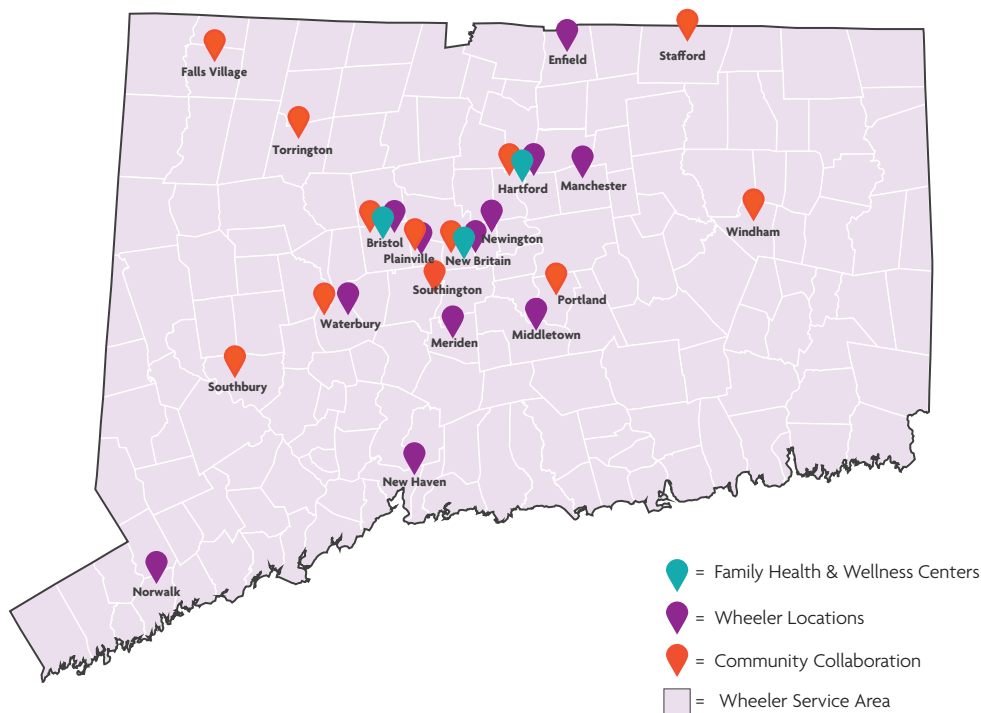 Enfield
Stafford
Falls Village
Torrington
Hartford
Manchester
Windham
Bristol
Newington
Plainville
New Britain
Southington
Portland
Waterbury
Middletown
Meriden
Southbury
New Haven
Norwalk
= Family Health & Wellness Centers
= Wheeler Locations
= Community Collaboration
= Wheeler Service Area